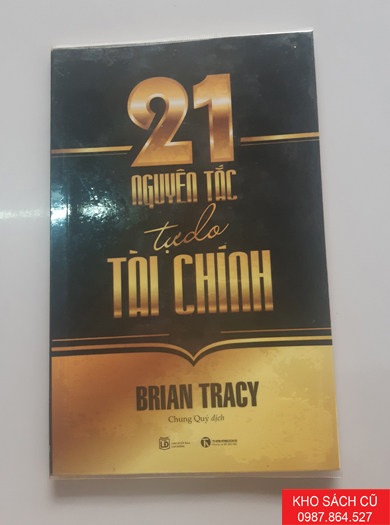 21
NGUYÊN TẮC
tự do
TÀI CHÍNH
BRIAN TRACY
Chung Quý dịch
KHO SÁCH CŨ
0987.864.527